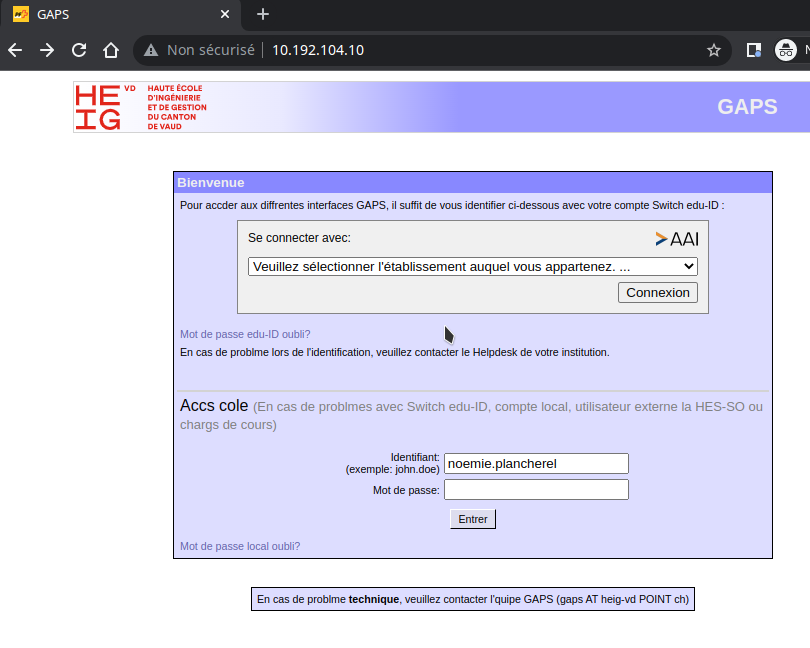 GAPS
Non sécurisé 10.192.104.10
HE VD
IG
HAUTE ÉCOLE
D'INGÉNIERIE
ET DE GESTION
DU CANTON
DE VAUD
GAPS
Bienvenue
Pour accder aux diffrentes interfaces GAPS, il suffit de vous identifier ci-dessous avec votre compte Switch edu-ID :
Se connecter avec:
AAI
Veuillez sélectionner l'établissement auquel vous appartenez. ...
Connexion
Mot de passe edu-ID oubli?
En cas de problme lors de l'identification, veuillez contacter le Helpdesk de votre institution.
Accs cole (En cas de problmes avec Switch edu-ID, compte local, utilisateur externe la HES-SO ou
chargs de cours)
Identifiant:
(exemple: john.doe)
noemie.plancherel
Mot de passe:
Entrer
Mot de passe local oubli?
En cas de problme technique, veuillez contacter l'quipe GAPS (gaps AT heig-vd POINT ch)